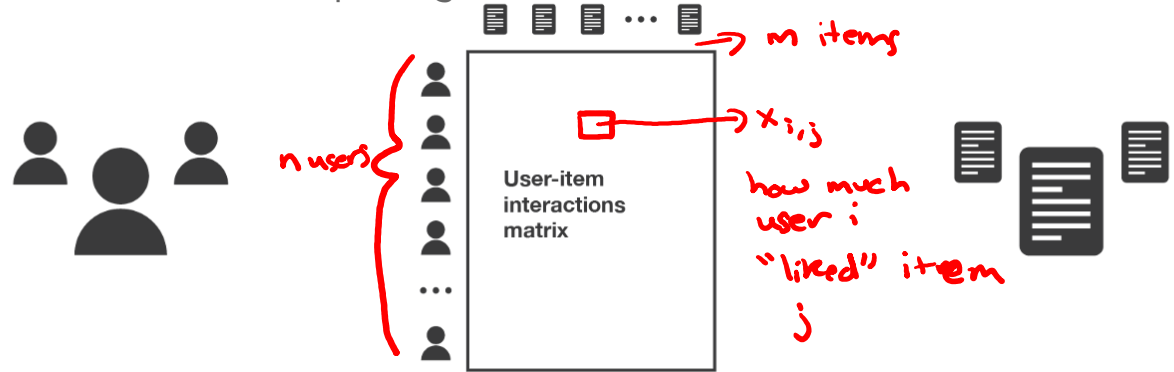 m items
n users
x i,j
User-item
interactions
matrix
how much
user i
"liked" item
j